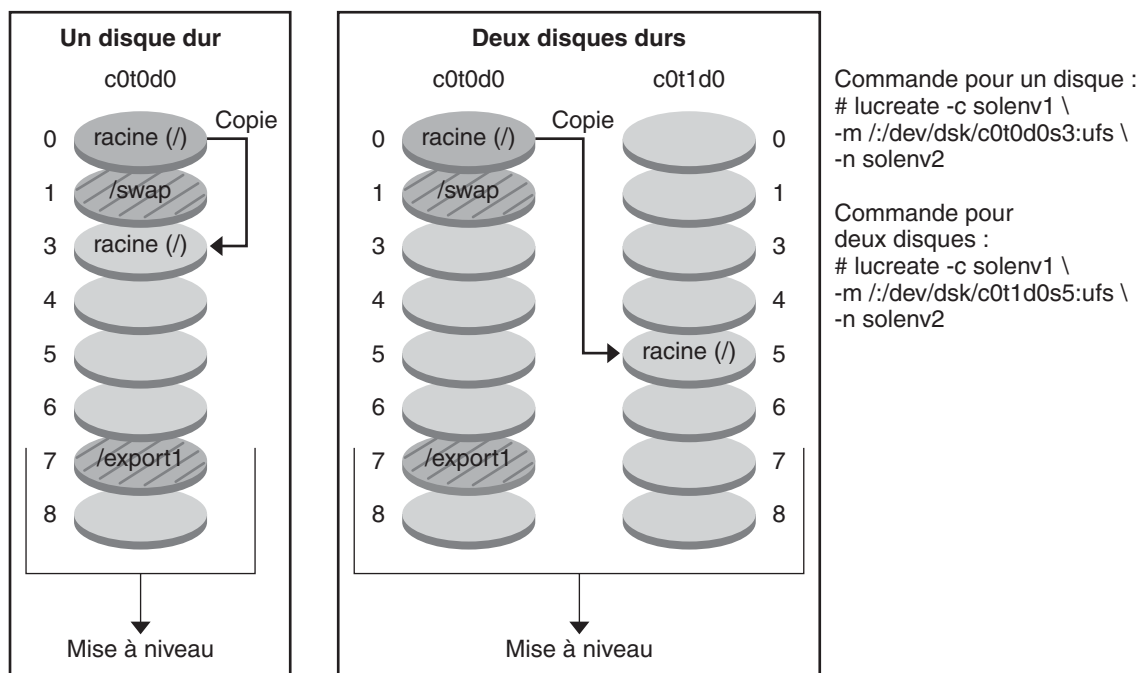 Un disque dur
c0t0d0
Copie
0 racine (/)
1 /swap
3 racine (/)
4
5
6
7 /export1
8
Mise à niveau
Deux disques durs
c0t0d0 c0t1d0
Copie
0 racine (/) 0
1 /swap 1
3 3
4 4
5 racine (/) 5
6 6
7 /export1 7
8 8
Mise à niveau
Commande pour un disque :
# lucreate -c solenv1 \
-m /:/dev/dsk/c0t0d0s3:ufs \
-n solenv2
Commande pour
deux disques :
# lucreate -c solenv1 \
-m /:/dev/dsk/c0t1d0s5:ufs \
-n solenv2